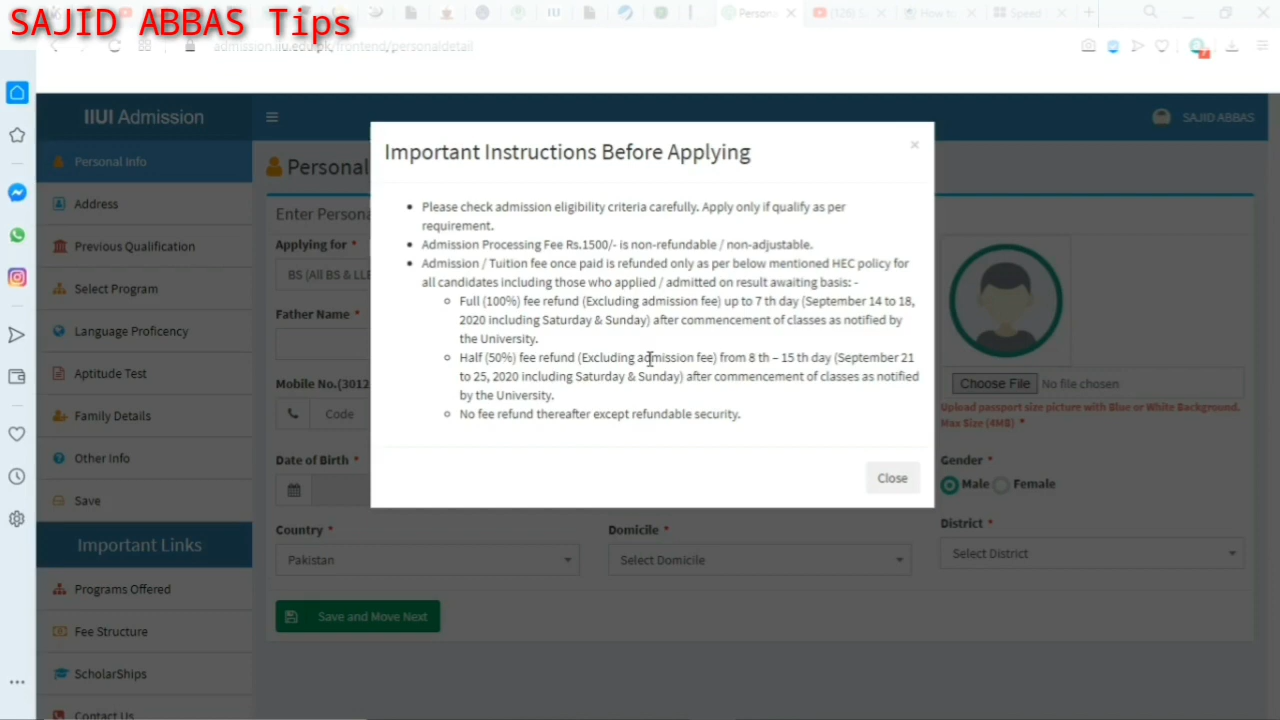 SAJID ABBAS Tips
admission.iiu.edu.pk/frontend/personaldetail
IIUI Admission
SAJID ABBAS
Personal Info
Address
Previous Qualification
Select Program
Language Proficency
Aptitude Test
Family Details
Other Info
Save
Important Links
Programs Offered
Fee Structure
ScholarShips
Contact Us
Personal
Enter Persona
Applying for *
BS (All BS & LLB
Father Name *
Mobile No.(3012
Code
Date of Birth *
Important Instructions Before Applying
×
• Please check admission eligibility criteria carefully. Apply only if qualify as per
requirement.
• Admission Processing Fee Rs.1500/- is non-refundable / non-adjustable.
• Admission / Tuition fee once paid is refunded only as per below mentioned HEC policy for
all candidates including those who applied / admitted on result awaiting basis: -
Full (100%) fee refund (Excluding admission fee) up to 7 th day (September 14 to 18,
2020 including Saturday & Sunday) after commencement of classes as notified by
the University.
Half (50%) fee refund (Excluding admission fee) from 8 th – 15 th day (September 21
to 25, 2020 including Saturday & Sunday) after commencement of classes as notified
by the University.
No fee refund thereafter except refundable security.
Close
Choose File No file chosen
Upload passport size picture with Blue or White Background.
Max Size (4MB) *
Gender *
Male Female
Country *
Pakistan
Domicile *
Select Domicile
District *
Select District
Save and Move Next